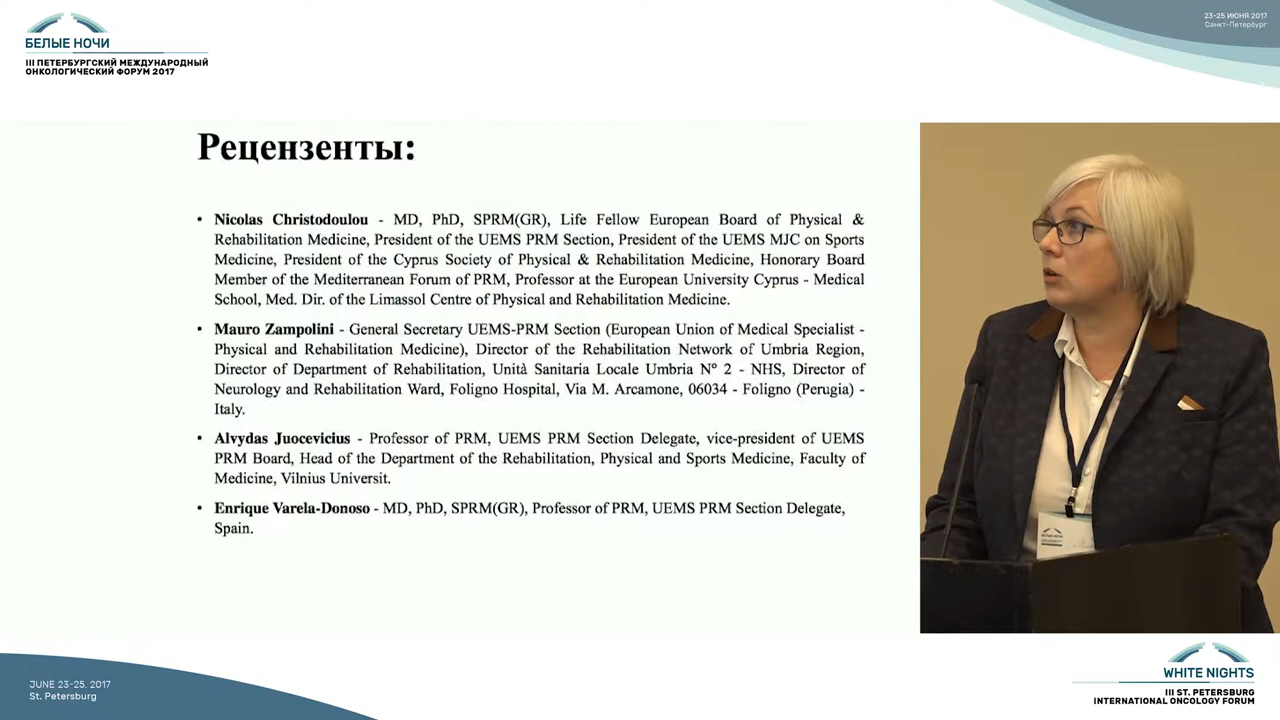 23-25 ИЮНЯ 2017
Санкт-Петербург
БЕЛЫЕ НОЧИ
III ПЕТЕРБУРГСКИЙ МЕЖДУНАРОДНЫЙ
ОНКОЛОГИЧЕСКИЙ ФОРУМ 2017
Рецензенты:
• Nicolas Christodoulou - MD, PhD, SPRM(GR), Life Fellow European Board of Physical &
Rehabilitation Medicine, President of the UEMS PRM Section, President of the UEMS MJC on Sports
Medicine, President of the Cyprus Society of Physical & Rehabilitation Medicine, Honorary Board
Member of the Mediterranean Forum of PRM, Professor at the European University Cyprus - Medical
School, Med. Dir. of the Limassol Centre of Physical and Rehabilitation Medicine.
• Mauro Zampolini - General Secretary UEMS-PRM Section (European Union of Medical Specialist -
Physical and Rehabilitation Medicine), Director of the Rehabilitation Network of Umbria Region,
Director of Department of Rehabilitation, Unità Sanitaria Locale Umbria N° 2 - NHS, Director of
Neurology and Rehabilitation Ward, Foligno Hospital, Via M. Arcamone, 06034 - Foligno (Perugia) -
Italy.
• Alvydas Juocevicius - Professor of PRM, UEMS PRM Section Delegate, vice-president of UEMS
PRM Board, Head of the Department of the Rehabilitation, Physical and Sports Medicine, Faculty of
Medicine, Vilnius Universit.
• Enrique Varela-Donoso - MD, PhD, SPRM(GR), Professor of PRM, UEMS PRM Section Delegate,
Spain.
БЕЛЫЕ НОЧИ
JUNE 23-25, 2017
St. Petersburg
WHITE NIGHTS
III ST. PETERSBURG
INTERNATIONAL ONCOLOGY FORUM